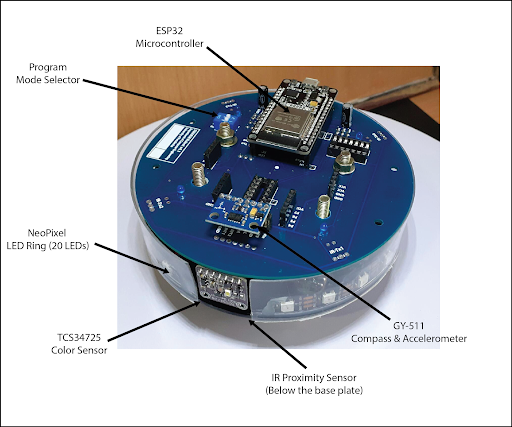 ESP32
Microcontroller
Program
Mode Selector
NeoPixel
LED Ring (20 LEDs)
TCS34725
Color Sensor
GY-511
Compass & Accelerometer
IR Proximity Sensor
(Below the base plate)